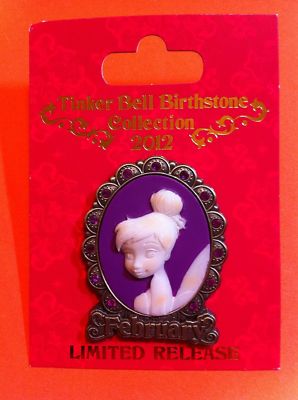 Tinker Bell Birthstone
Collection
2012
February
LIMITED RELEASE